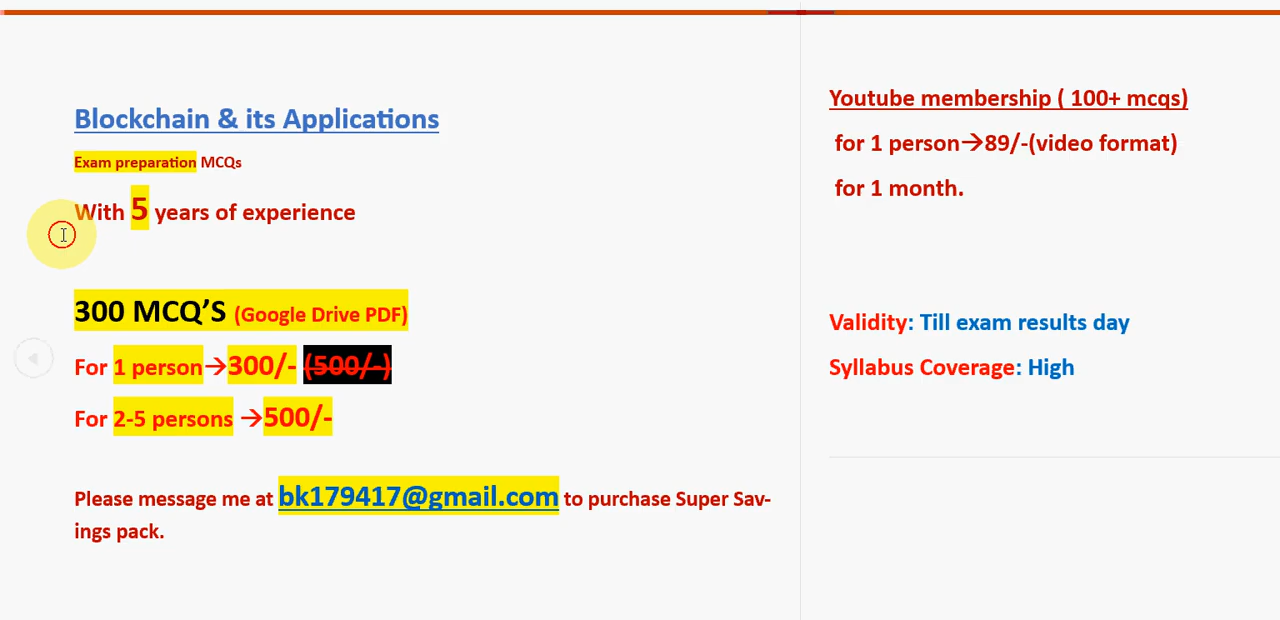 Blockchain & its Applications
Exam preparation MCQs
With 5 years of experience
300 MCQ’S (Google Drive PDF)
For 1 person→300/- (500/-)
For 2-5 persons →500/-
Please message me at bk179417@gmail.com to purchase Super Sav-
ings pack.
Youtube membership ( 100+ mcqs)
for 1 person→89/-(video format)
for 1 month.
Validity: Till exam results day
Syllabus Coverage: High